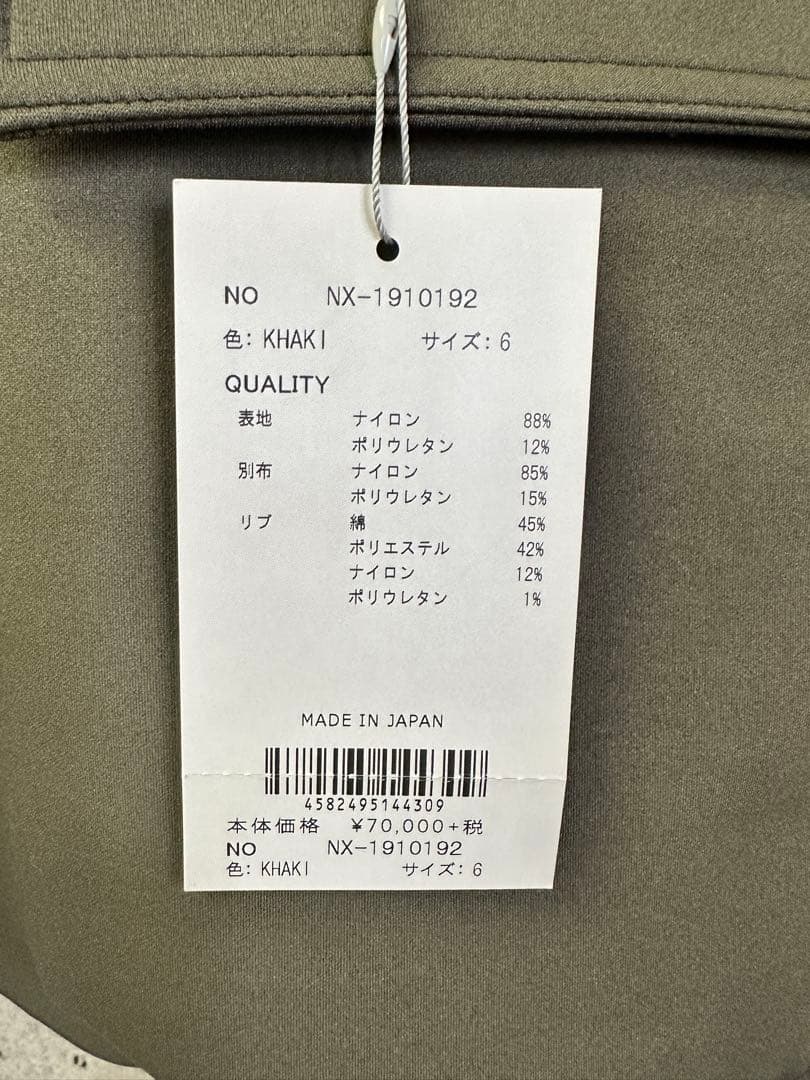 NO NX-1910192
色: KHAKI サイズ: 6
QUALITY
表地 ナイロン 88%
ポリウレタン 12%
別布 ナイロン 85%
ポリウレタン 15%
リブ 綿 45%
ポリエステル 42%
ナイロン 12%
ポリウレタン 1%
MADE IN JAPAN
4582495144309
本体価格 ¥70,000+税
NO NX-1910192
色: KHAKI サイズ: 6